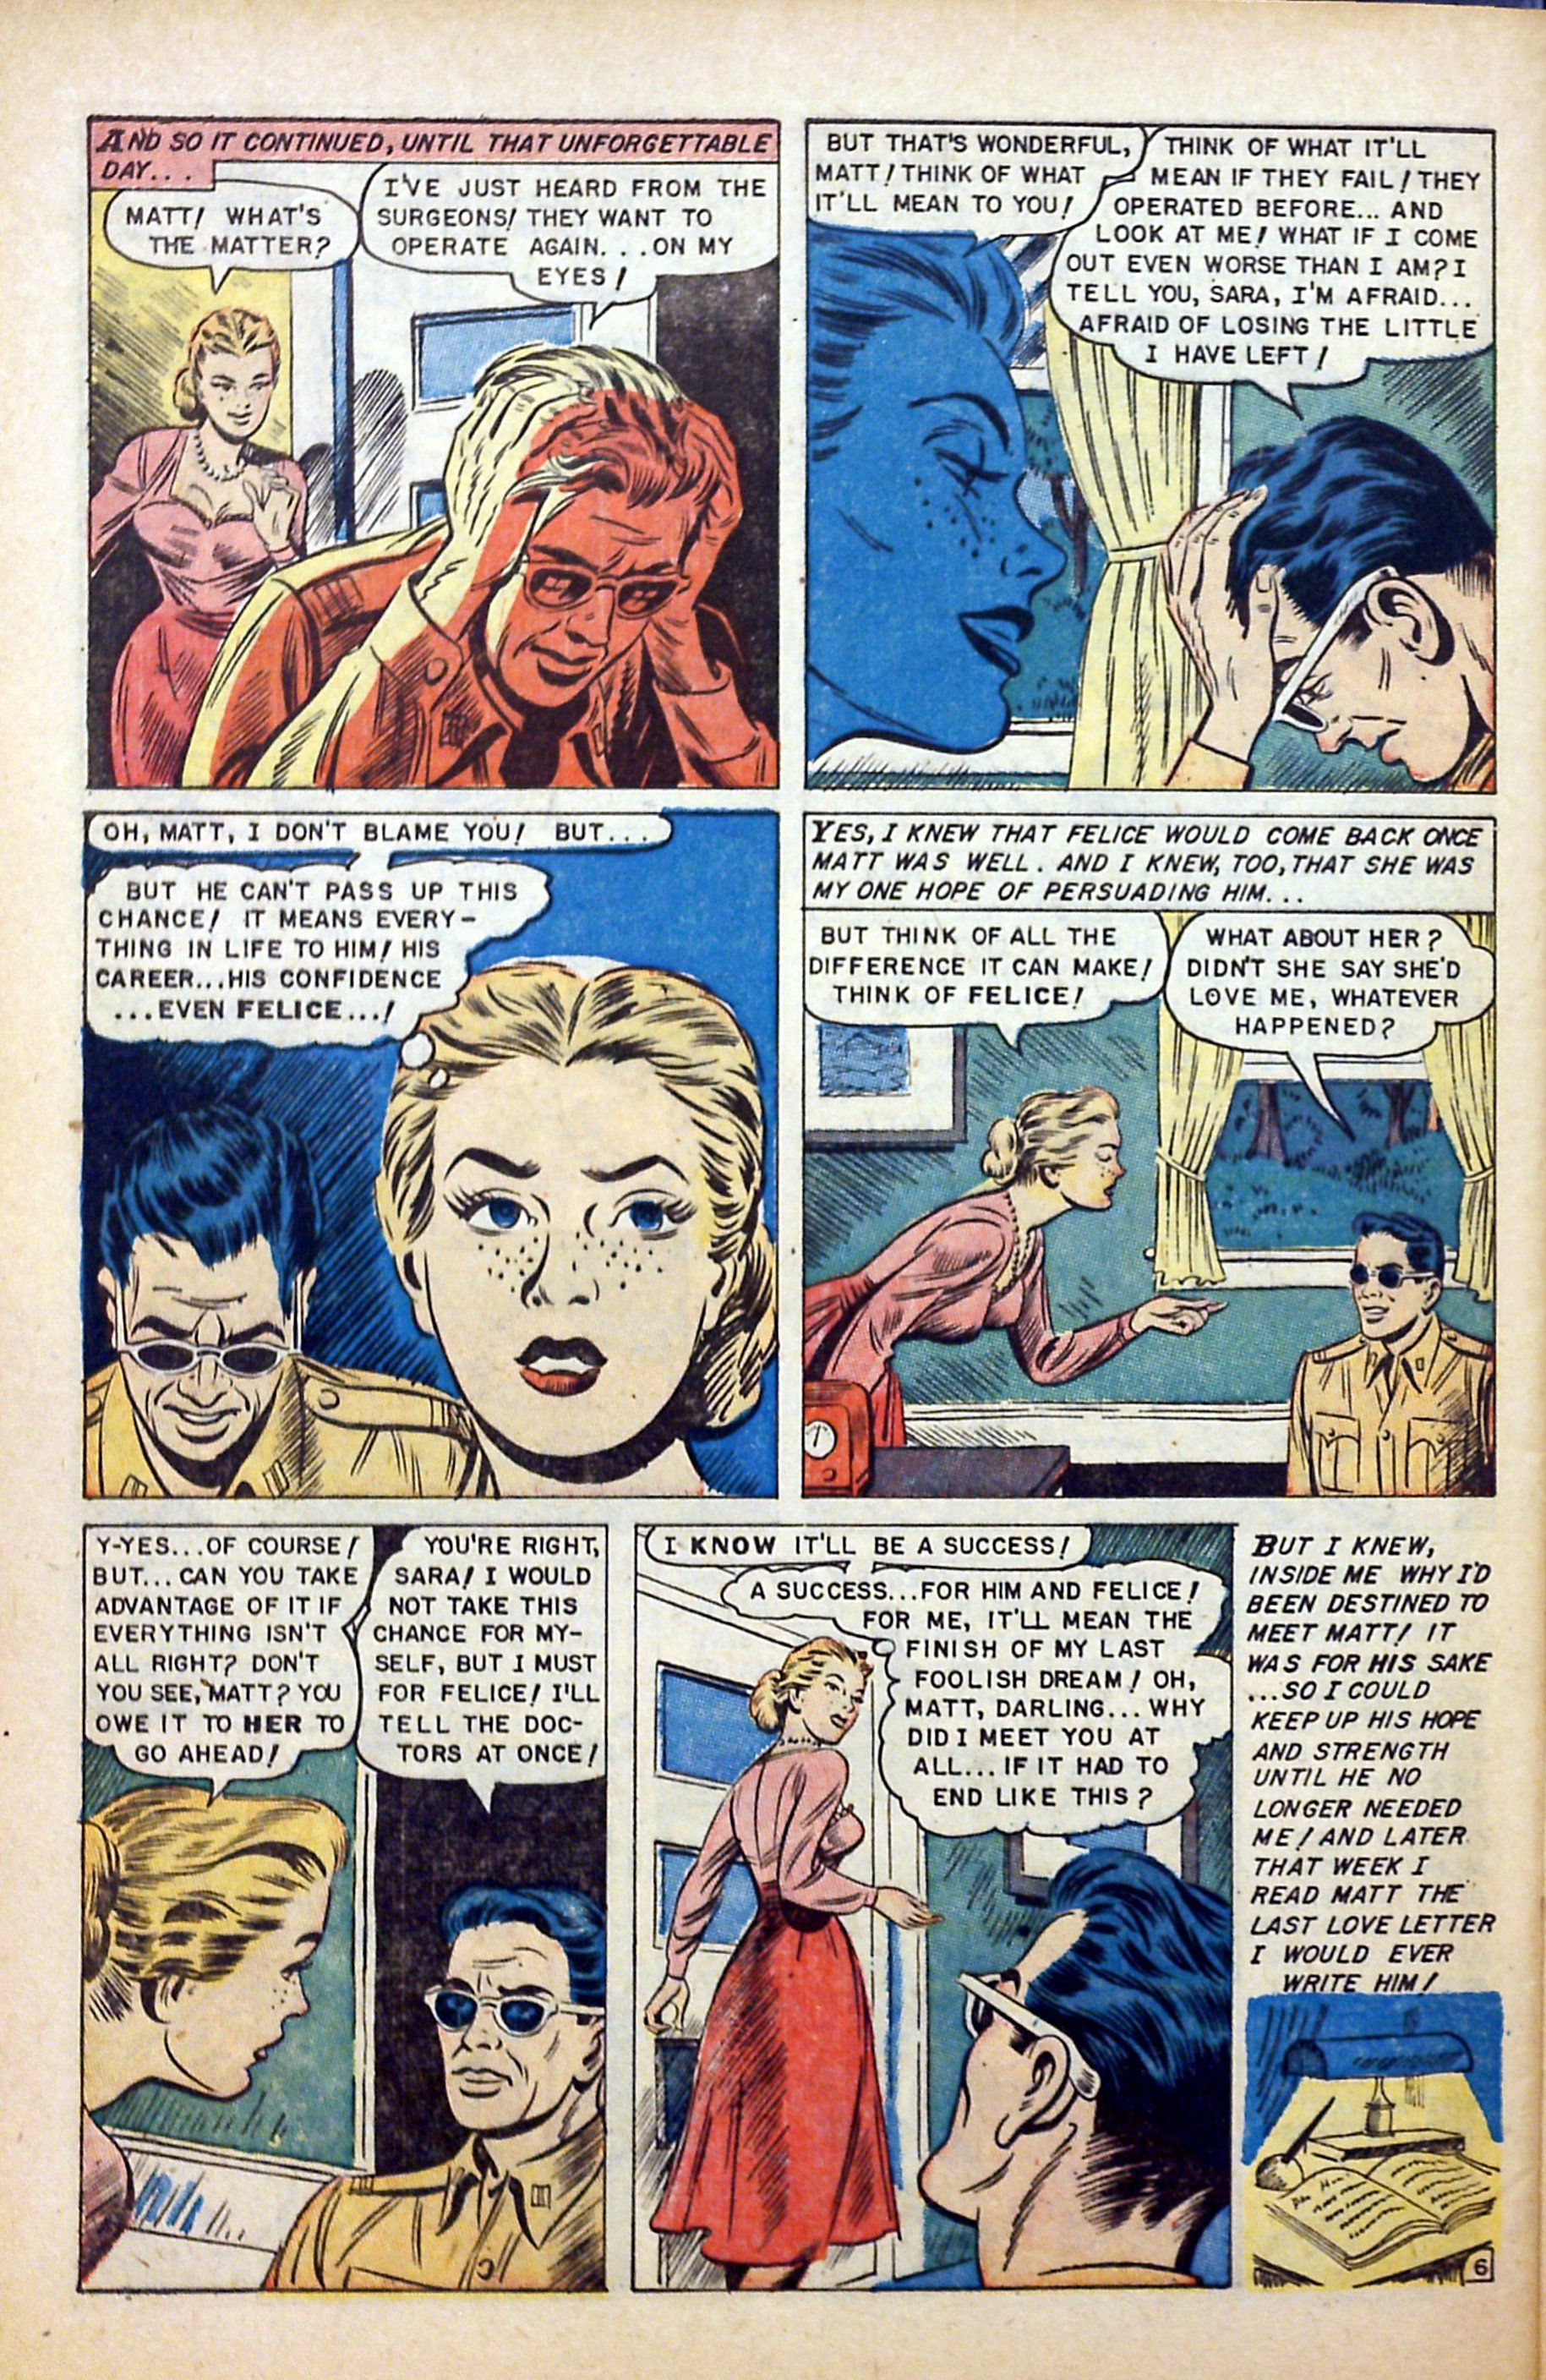 AND SO IT CONTINUED, UNTIL THAT UNFORGETTABLE
DAY...
MATT! WHAT'S
THE MATTER?
I'VE JUST HEARD FROM THE
SURGEONS! THEY WANT TO
OPERATE AGAIN...ON MY
EYES!
BUT THAT'S WONDERFUL,
MATT! THINK OF WHAT
IT'LL MEAN TO YOU!
THINK OF WHAT IT'LL
MEAN IF THEY FAIL! THEY
OPERATED BEFORE... AND
LOOK AT ME! WHAT IF I COME
OUT EVEN WORSE THAN I AM? I
TELL YOU, SARA, I'M AFRAID...
AFRAID OF LOSING THE LITTLE
I HAVE LEFT!
OH, MATT, I DON'T BLAME YOU! BUT...
BUT HE CAN'T PASS UP THIS
CHANCE! IT MEANS EVERY-
THING IN LIFE TO HIM! HIS
CAREER...HIS CONFIDENCE
...EVEN FELICE...!
YES, I KNEW THAT FELICE WOULD COME BACK ONCE
MATT WAS WELL. AND I KNEW, TOO, THAT SHE WAS
MY ONE HOPE OF PERSUADING HIM...
BUT THINK OF ALL THE
DIFFERENCE IT CAN MAKE!
THINK OF FELICE!
WHAT ABOUT HER?
DIDN'T SHE SAY SHE'D
LOVE ME, WHATEVER
HAPPENED?
Y-YES...OF COURSE!
BUT...CAN YOU TAKE
ADVANTAGE OF IT IF
EVERYTHING ISN'T
ALL RIGHT? DON'T
YOU SEE, MATT? YOU
OWE IT TO HER TO
GO AHEAD!
YOU'RE RIGHT,
SARA! I WOULD
NOT TAKE THIS
CHANCE FOR MY-
SELF, BUT I MUST
FOR FELICE! I'LL
TELL THE DOC-
TORS AT ONCE!
I KNOW IT'LL BE A SUCCESS!
A SUCCESS...FOR HIM AND FELICE!
FOR ME, IT'LL MEAN THE
FINISH OF MY LAST
FOOLISH DREAM! OH,
MATT, DARLING... WHY
DID I MEET YOU AT
ALL... IF IT HAD TO
END LIKE THIS?
BUT I KNEW,
INSIDE ME WHY I'D
BEEN DESTINED TO
MEET MATT! IT
WAS FOR HIS SAKE
...SO I COULD
KEEP UP HIS HOPE
AND STRENGTH
UNTIL HE NO
LONGER NEEDED
ME! AND LATER
THAT WEEK I
READ MATT THE
LAST LOVE LETTER
I WOULD EVER
WRITE HIM!
6